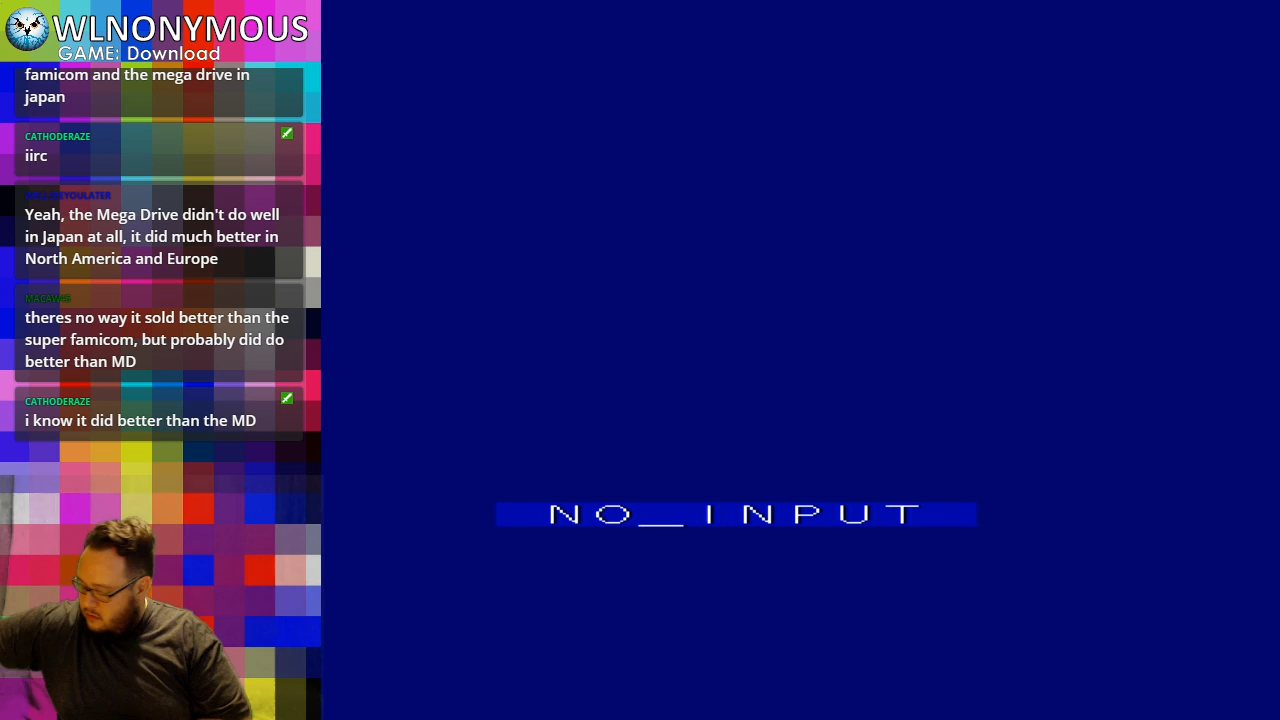 WLNONYMOUS
GAME: Download
famicom and the mega drive in
japan
CATHODERAZE
iirc
Yeah, the Mega Drive didn't do well
in Japan at all, it did much better in
North America and Europe
theres no way it sold better than the
super famicom, but probably did do
better than MD
CATHODERAZE
i know it did better than the MD
NO_INPUT